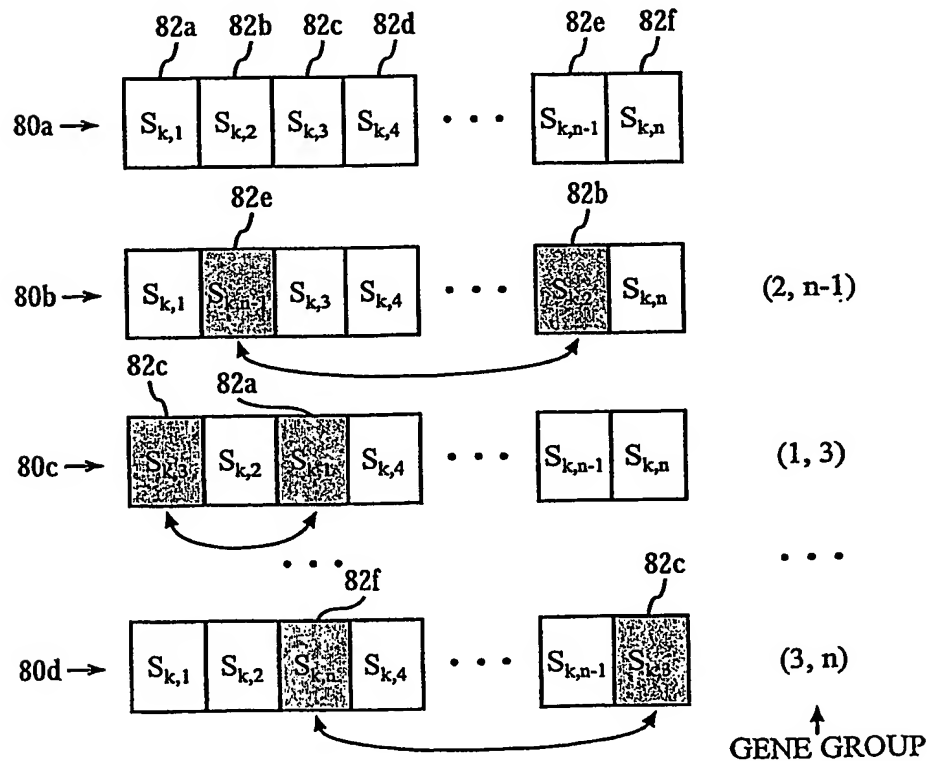 82a 82b 82c 82d 82e 82f
80a → S_{k,1} S_{k,2} S_{k,3} S_{k,4} • • • S_{k,n-1} S_{k,n}
82e 82b
80b → S_{k,1} S_{k,n-1} S_{k,3} S_{k,4} • • • S_{k,2} S_{k,n} (2, n-1)
82c 82a
80c → S_{k,3} S_{k,2} S_{k,1} S_{k,4} • • • S_{k,n-1} S_{k,n} (1, 3)
• • • • • •
82f 82c
80d → S_{k,1} S_{k,2} S_{k,n} S_{k,4} • • • S_{k,n-1} S_{k,3} (3, n)
GENE GROUP